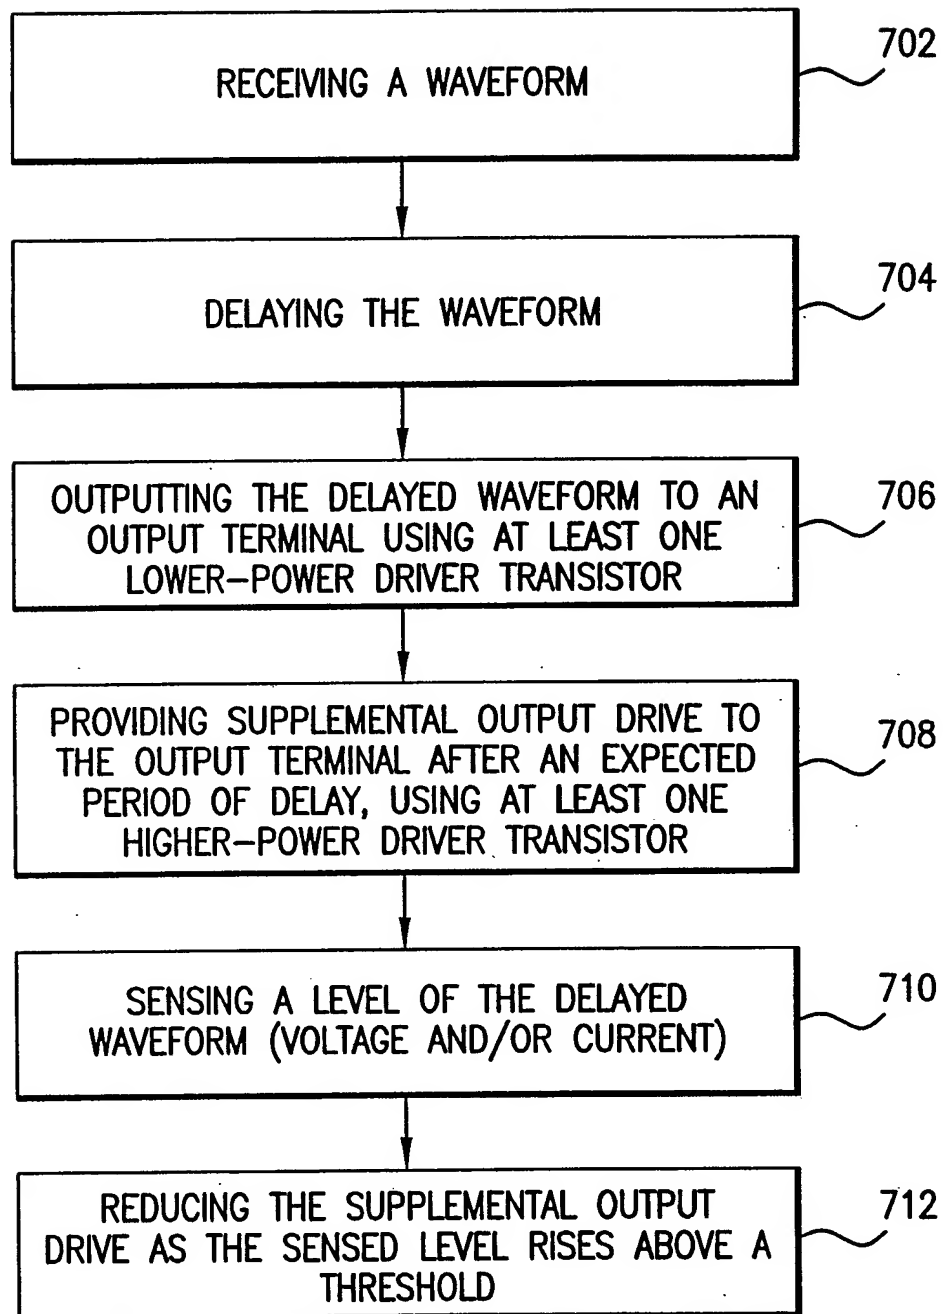 RECEIVING A WAVEFORM
702
DELAYING THE WAVEFORM
704
OUTPUTTING THE DELAYED WAVEFORM TO AN
OUTPUT TERMINAL USING AT LEAST ONE
LOWER-POWER DRIVER TRANSISTOR
706
PROVIDING SUPPLEMENTAL OUTPUT DRIVE TO
THE OUTPUT TERMINAL AFTER AN EXPECTED
PERIOD OF DELAY, USING AT LEAST ONE
HIGHER-POWER DRIVER TRANSISTOR
708
SENSING A LEVEL OF THE DELAYED
WAVEFORM (VOLTAGE AND/OR CURRENT)
710
REDUCING THE SUPPLEMENTAL OUTPUT
DRIVE AS THE SENSED LEVEL RISES ABOVE A
THRESHOLD
712